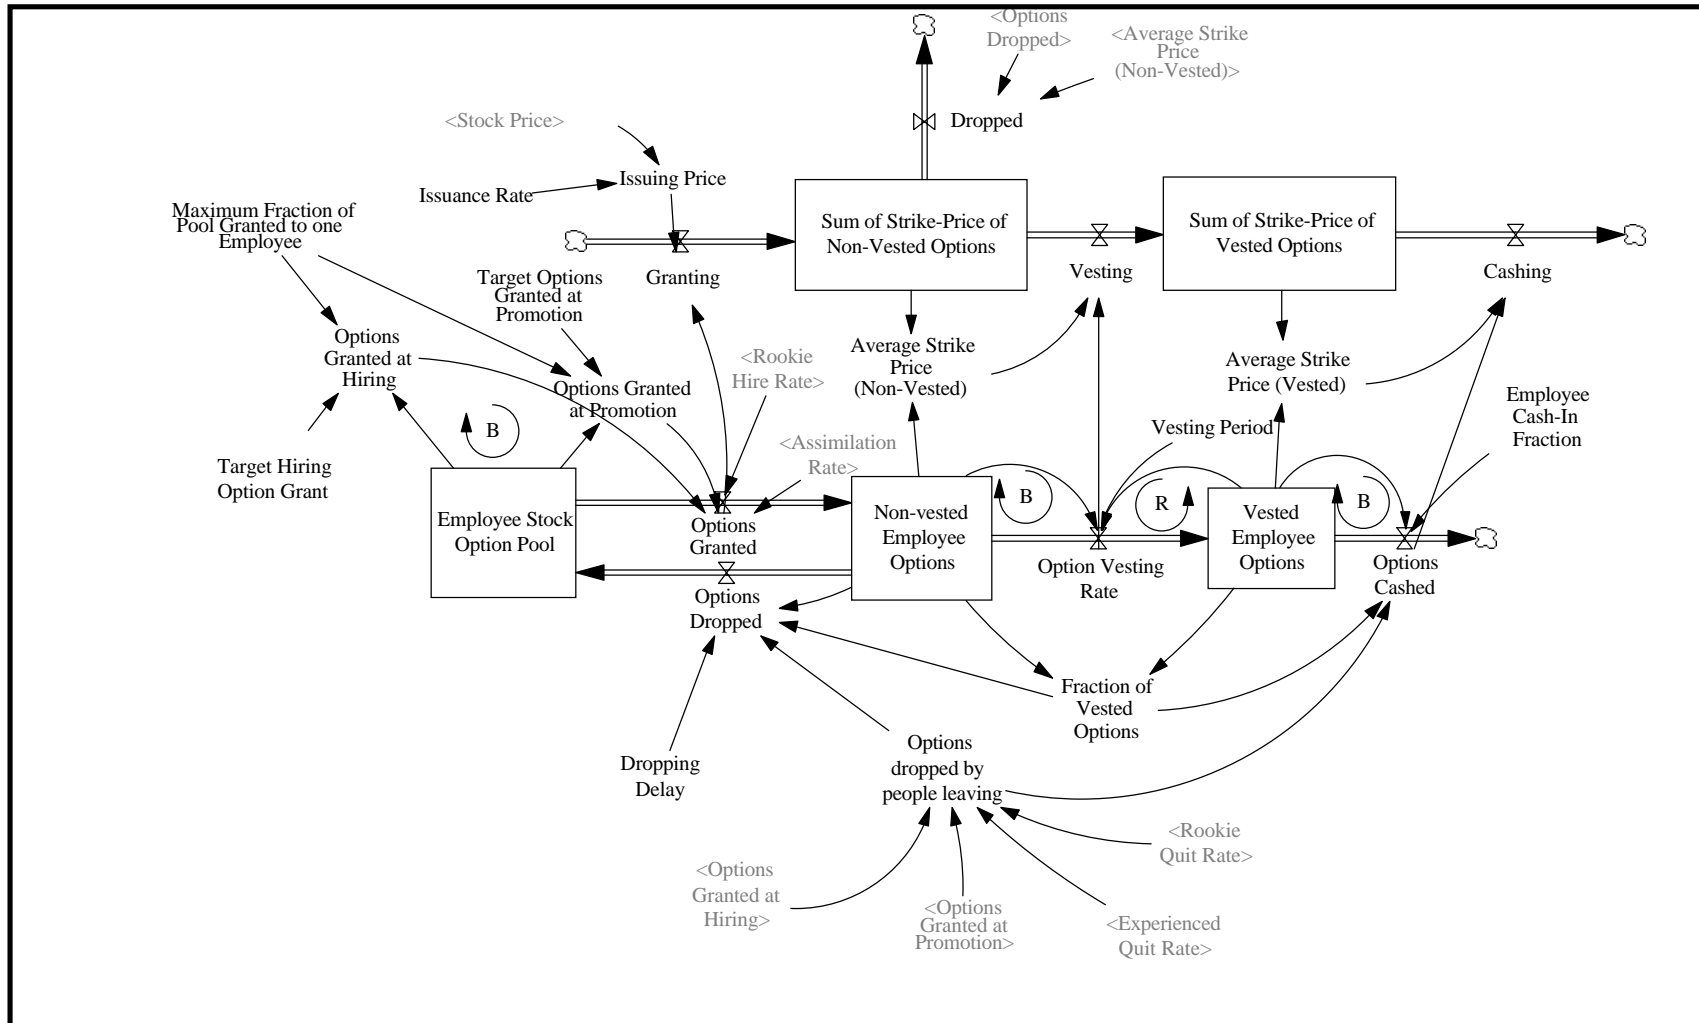 <Options
Dropped>
<Average Strike
Price
(Non-Vested)>
<Stock Price>
Dropped
Issuance Rate
Issuing Price
Maximum Fraction of
Pool Granted to one
Employee
Sum of Strike-Price of
Non-Vested Options
Sum of Strike-Price of
Vested Options
Granting
Vesting
Cashing
Target Options
Granted at
Promotion
Options
Granted at
Hiring
<Rookie
Hire Rate>
Average Strike
Price
(Non-Vested)
Average Strike
Price (Vested)
Options Granted
at Promotion
Employee
Cash-In
Fraction
B
<Assimilation
Rate>
Vesting Period
Target Hiring
Option Grant
Employee Stock
Option Pool
Options
Granted
Non-vested
Employee
Options
B
R
Vested
Employee
Options
B
Option Vesting
Rate
Options
Cashed
Options
Dropped
Fraction of
Vested
Options
Dropping
Delay
Options
dropped by
people leaving
<Rookie
Quit Rate>
<Options
Granted at
Hiring>
<Options
Granted at
Promotion>
<Experienced
Quit Rate>